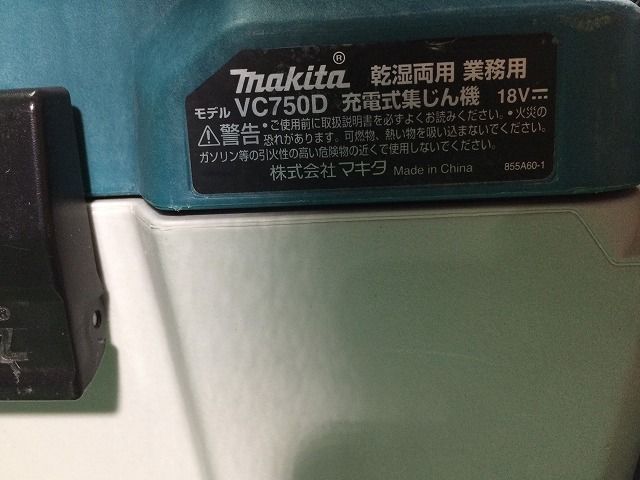 makita® 乾湿両用 業務用
モデル VC750D 充電式集じん機 18V⎓
⚠警告 ・ご使用前に取扱説明書を必ずよくお読みください。・火災の
恐れがあります。可燃物、熱い物を吸い込まないでください。
ガソリン等の引火性の高い危険物の近くで使用しないでください。
株式会社 マキタ Made in China 855A60-1